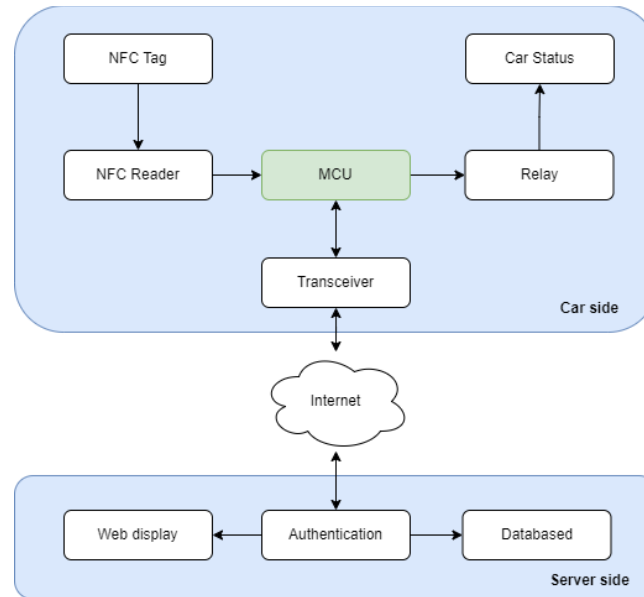 NFC Tag
Car Status
NFC Reader
MCU
Relay
Transceiver
Car side
Internet
Web display
Authentication
Databased
Server side